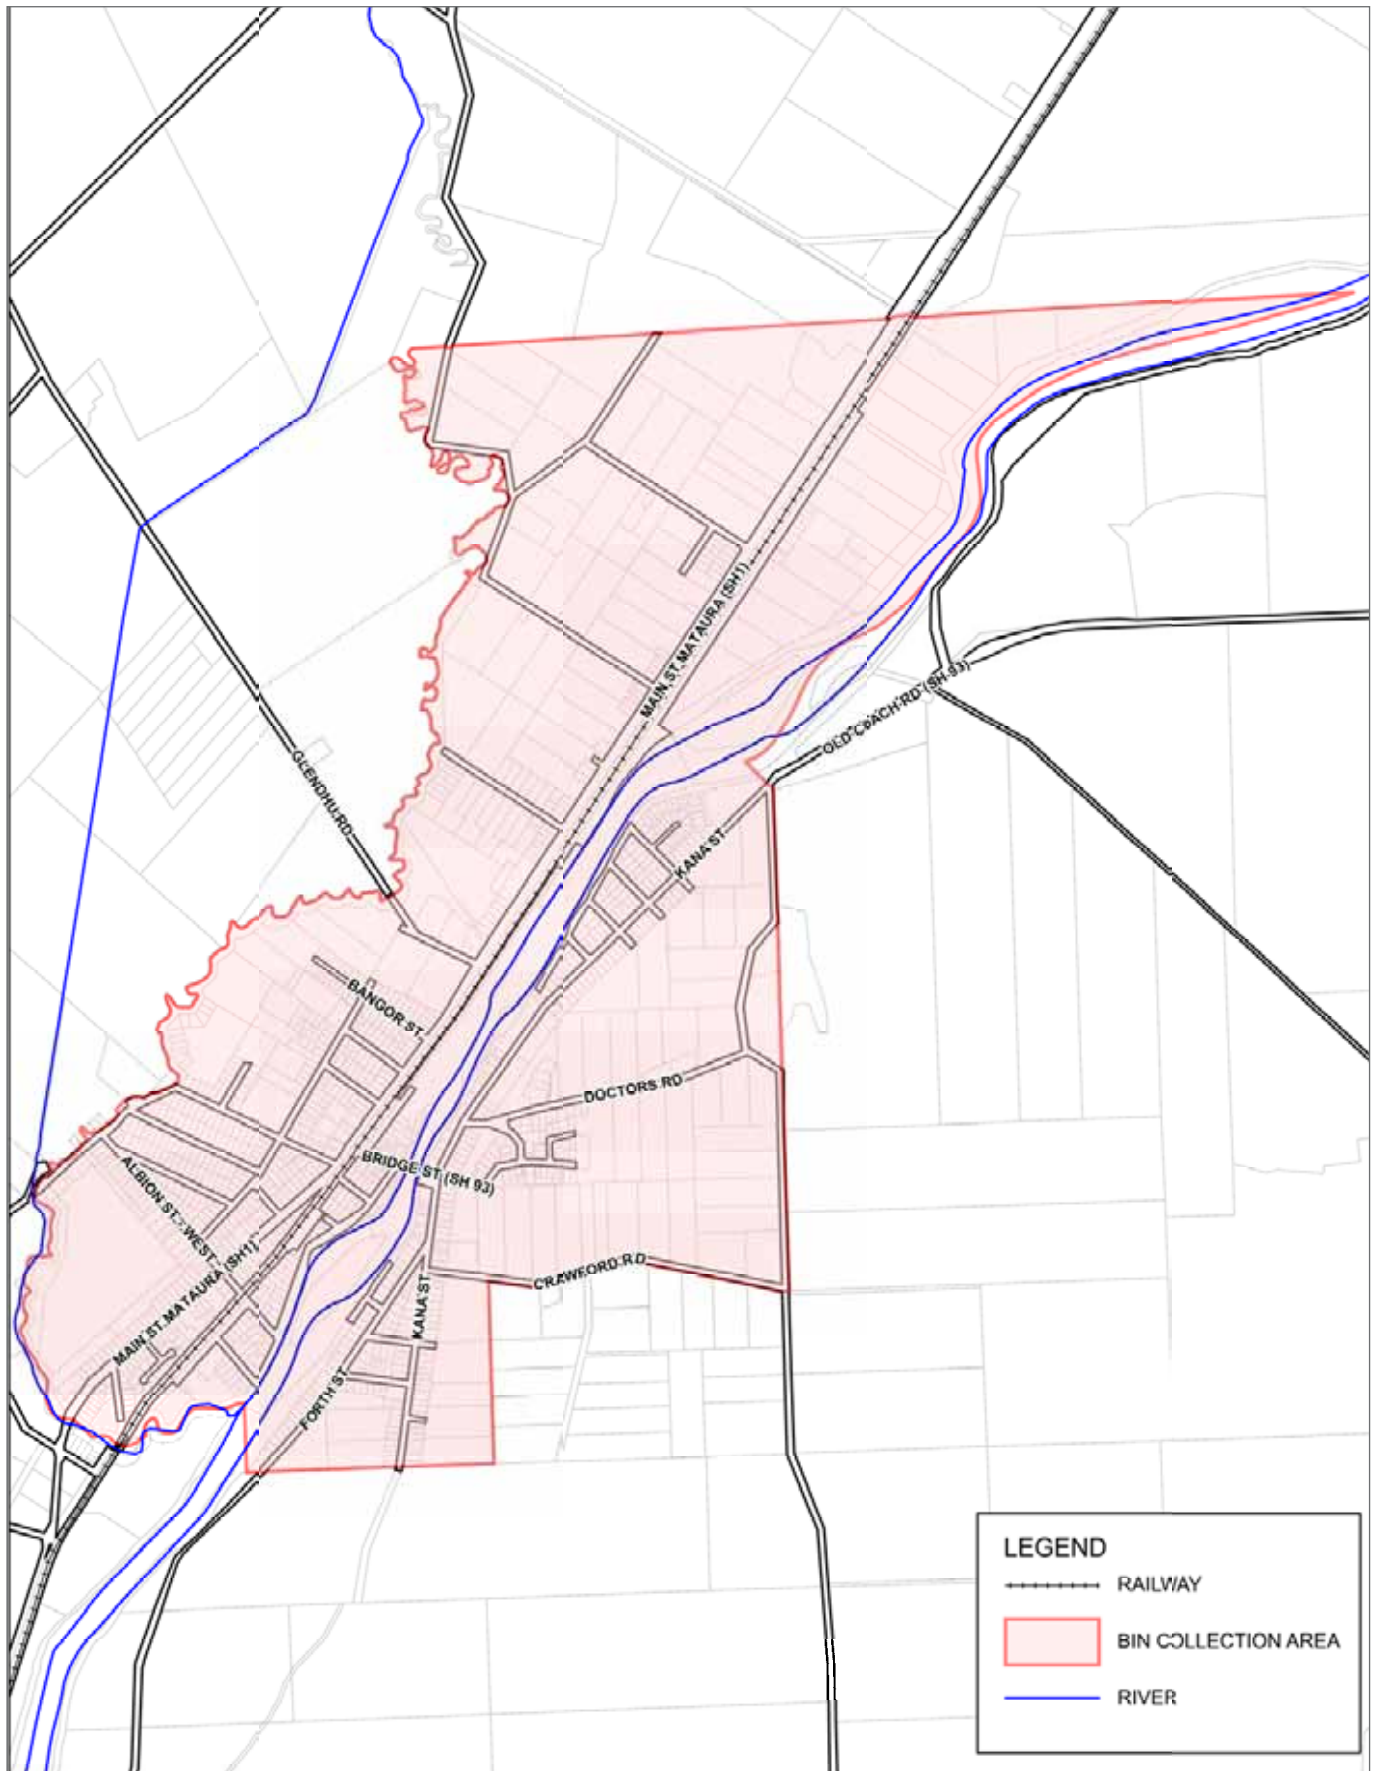 MAIN ST MATAURA (SH1)
OLD COACH RD (SH 93)
GLENDHU RD
KANA ST
BANGOR ST
DOCTORS RD
BRIDGE ST (SH 93)
ALBION ST WEST
MAIN ST MATAURA (SH1)
CRAWFORD RD
KANA ST
FORTH ST
LEGEND
RAILWAY
BIN COLLECTION AREA
RIVER